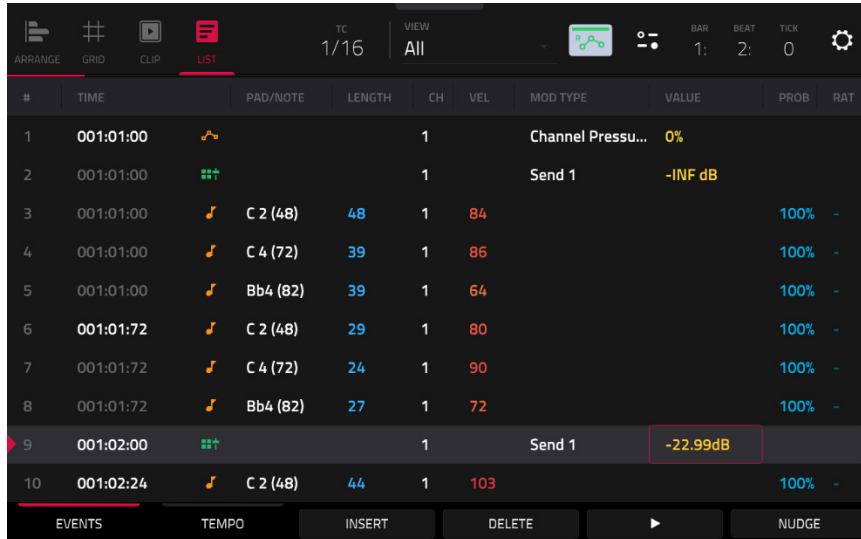 TC VIEW BAR BEAT TICK
ARRANGE GRID CLIP LIST 1/16 All R 1: 2: 0
# TIME PAD/NOTE LENGTH CH VEL MOD TYPE VALUE PROB RAT
1 001:01:00 1 Channel Pressu... 0%
2 001:01:00 1 Send 1 -INF dB
3 001:01:00 C 2 (48) 48 1 84 100% -
4 001:01:00 C 4 (72) 39 1 86 100% -
5 001:01:00 Bb4 (82) 39 1 64 100% -
6 001:01:72 C 2 (48) 29 1 80 100% -
7 001:01:72 C 4 (72) 24 1 90 100% -
8 001:01:72 Bb4 (82) 27 1 72 100% -
9 001:02:00 1 Send 1 -22.99dB
10 001:02:24 C 2 (48) 44 1 103 100% -
EVENTS TEMPO INSERT DELETE NUDGE